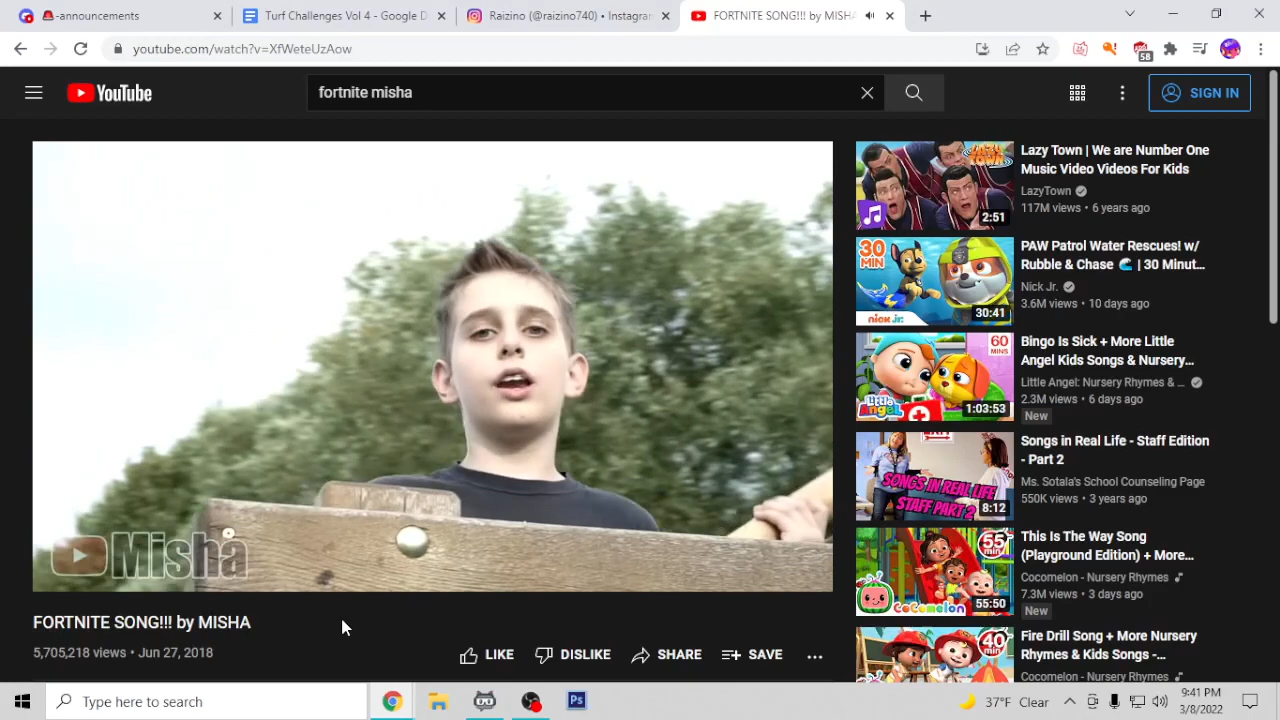 -announcements
Turf Challenges Vol 4 - Google D
Raizino (@raizino740) • Instagram
FORTNITE SONG!!! by MISHA
youtube.com/watch?v=XfWeteUzAow
58
YouTube
fortnite misha
SIGN IN
Misha
FORTNITE SONG!!! by MISHA
5,705,218 views • Jun 27, 2018
LIKE
DISLIKE
SHARE
SAVE
LAZY TOWN
2:51
Lazy Town | We are Number One
Music Video Videos For Kids
LazyTown
117M views • 6 years ago
30 MIN
nick jr.
30:41
PAW Patrol Water Rescues! w/
Rubble & Chase 🌊 | 30 Minut...
Nick Jr.
3.6M views • 10 days ago
60 MINS
Little Angel
1:03:53
Bingo Is Sick + More Little
Angel Kids Songs & Nursery...
Little Angel: Nursery Rhymes & ...
2.3M views • 6 days ago
New
SONGS IN REAL LIFE
STAFF PART 2
8:12
Songs in Real Life - Staff Edition
- Part 2
Ms. Sotala's School Counseling Page
550K views • 3 years ago
55 min
CoComelon
55:50
This Is The Way Song
(Playground Edition) + More...
Cocomelon - Nursery Rhymes
7.3M views • 3 days ago
New
40 min
Fire Drill Song + More Nursery
Rhymes & Kids Songs -...
Cocomelon - Nursery Rhymes
Type here to search
Ps
37°F Clear
9:41 PM
3/8/2022